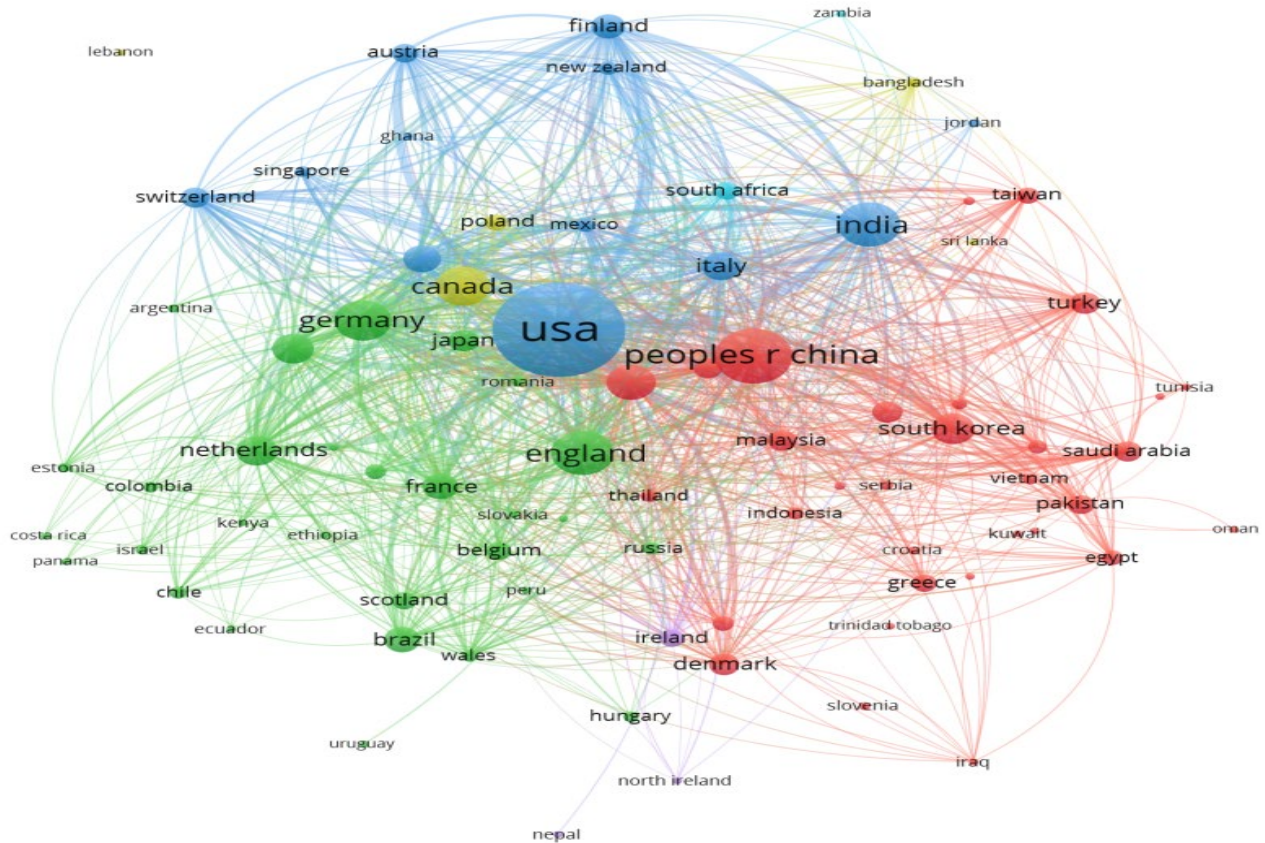 zambia
finland
lebanon
austria
new zealand
bangladesh
jordan
ghana
singapore
switzerland
south africa
taiwan
poland
mexico
india
sri lanka
italy
canada
turkey
argentina
germany
usa
japan
peoples r china
romania
tunisia
south korea
malaysia
netherlands
england
saudi arabia
estonia
colombia
france
thailand
serbia
vietnam
pakistan
slovakia
indonesia
kenya
oman
costa rica
ethiopia
kuwait
israel
belgium
russia
croatia
egypt
panama
greece
chile
peru
scotland
ecuador
trinidad tobago
brazil
ireland
wales
denmark
slovenia
hungary
uruguay
iraq
north ireland
nepal